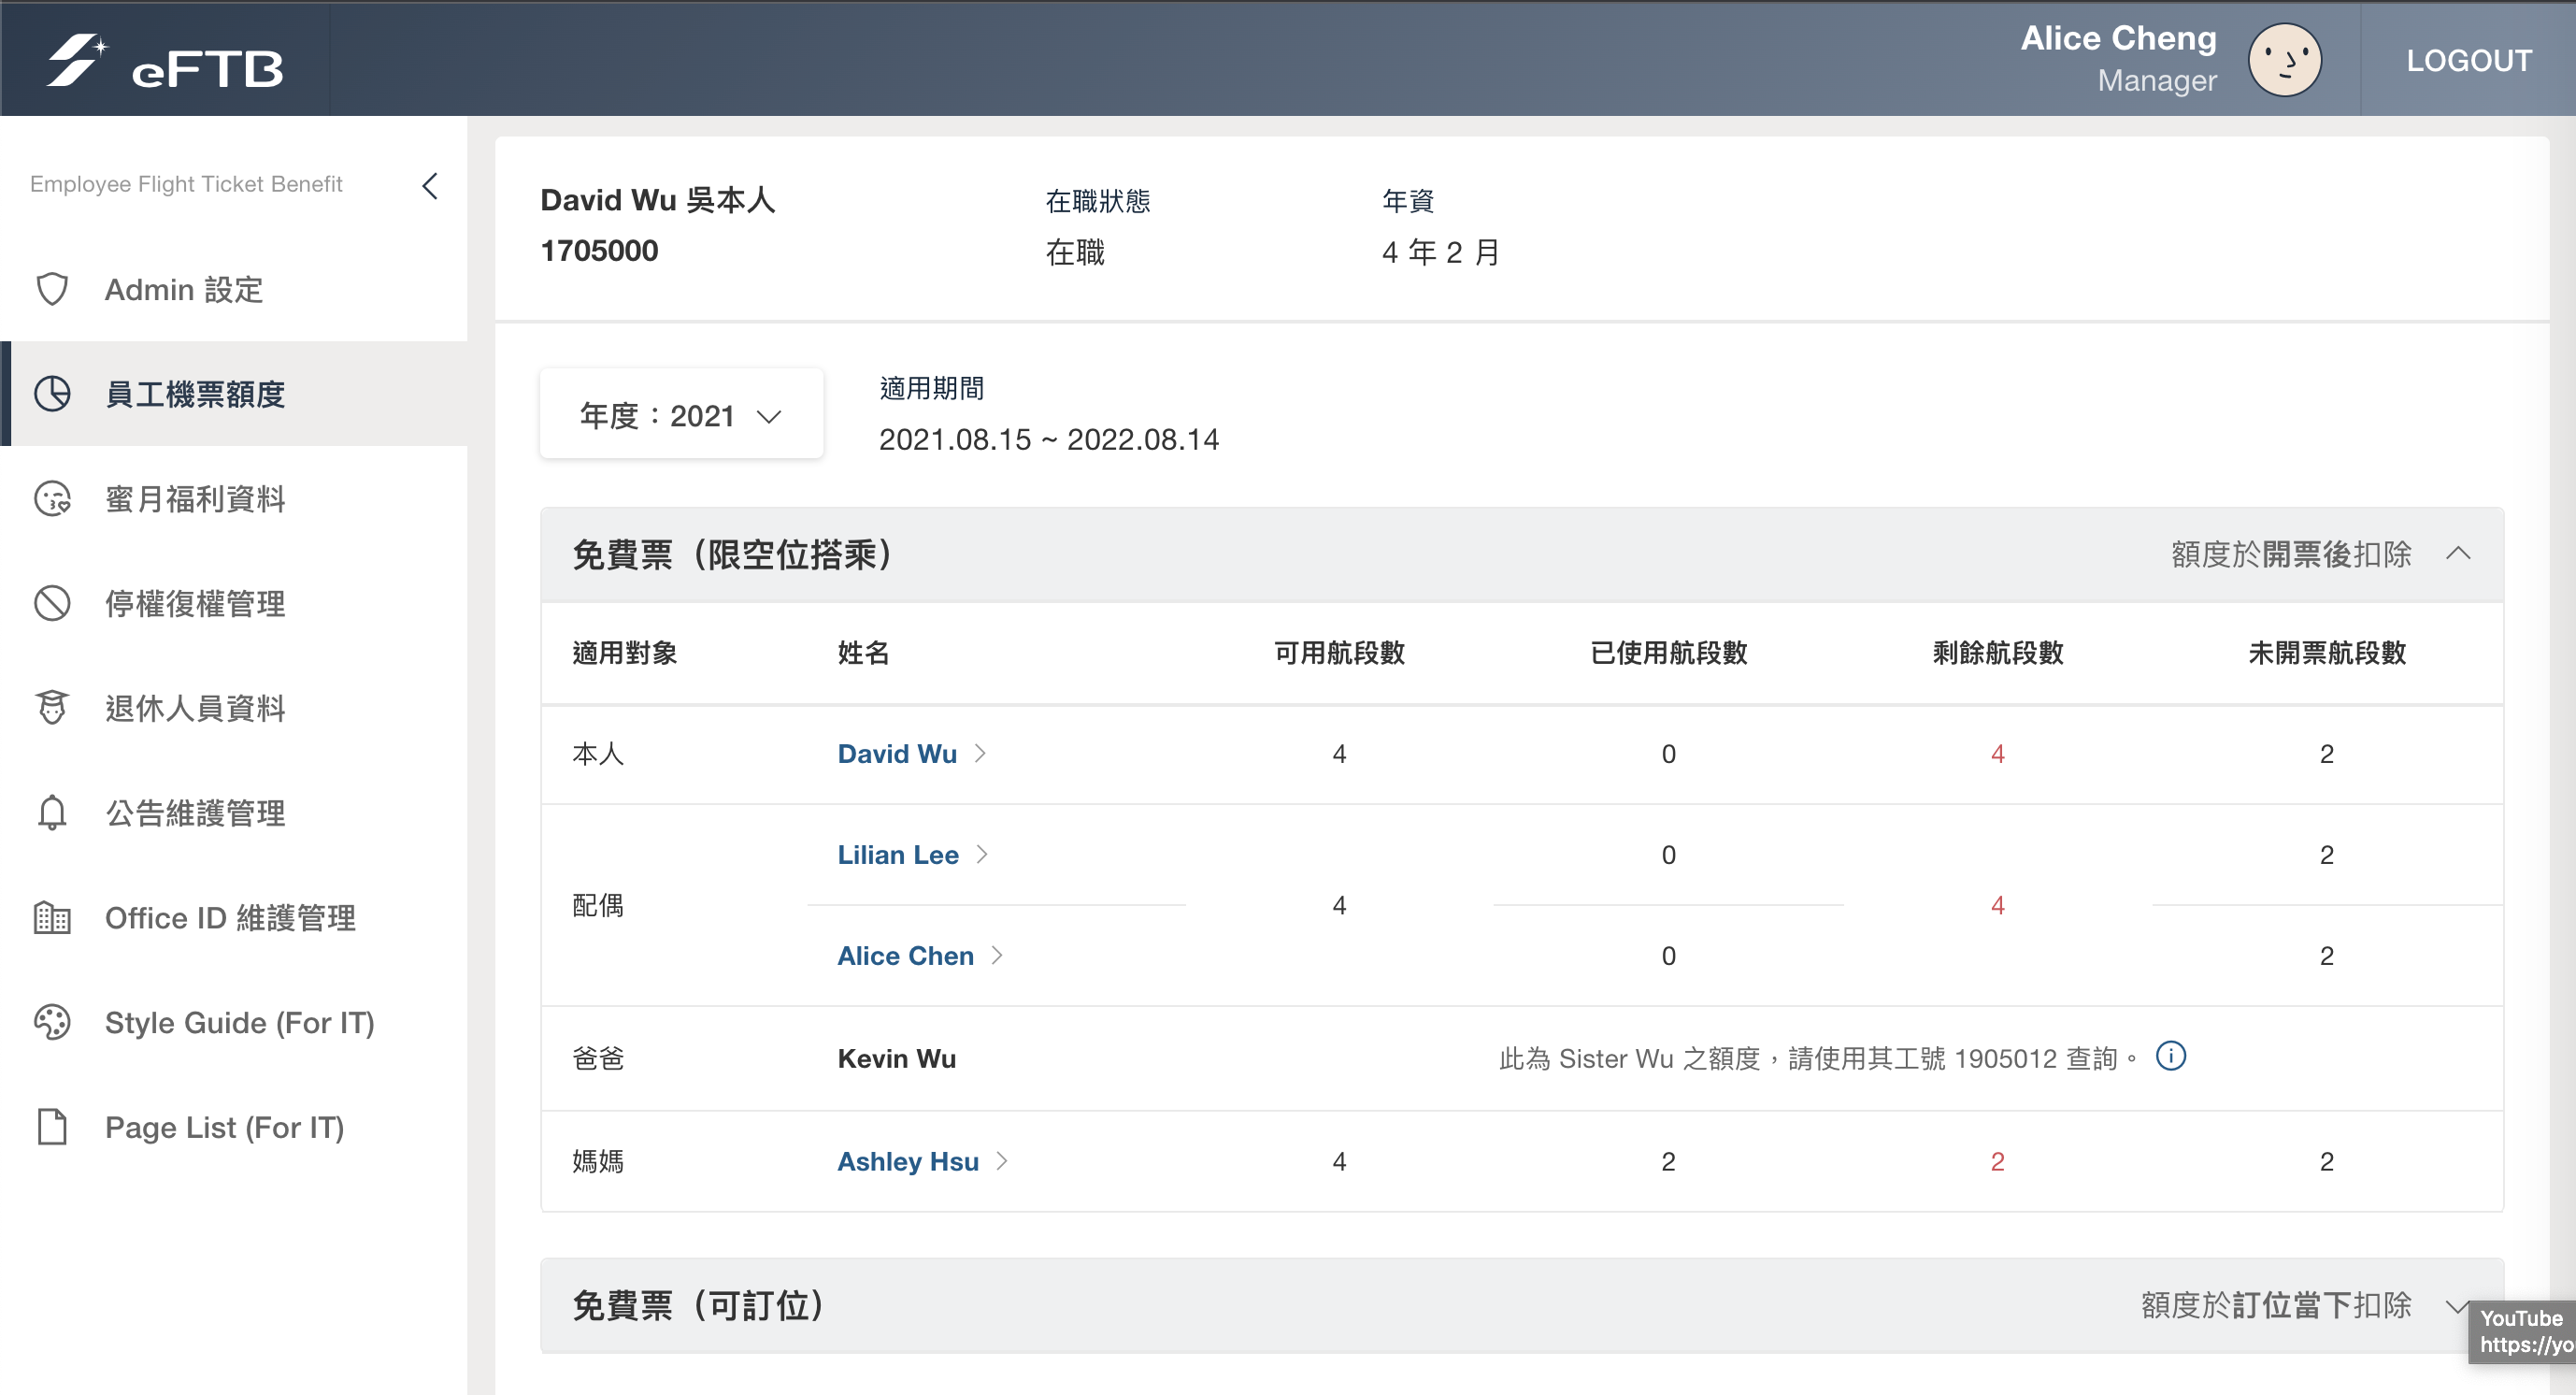 eFTB
Alice Cheng
Manager
LOGOUT
Employee Flight Ticket Benefit
Admin 設定
員工機票額度
蜜月福利資料
停權復權管理
退休人員資料
公告維護管理
Office ID 維護管理
Style Guide (For IT)
Page List (For IT)
David Wu 吳本人
1705000
在職狀態
在職
年資
4 年 2 月
年度：2021
適用期間
2021.08.15 ~ 2022.08.14
免費票（限空位搭乘） 額度於開票後扣除
適用對象 姓名 可用航段數 已使用航段數 剩餘航段數 未開票航段數
本人 David Wu 4 0 4 2
Lilian Lee 0 2
配偶 4 4
Alice Chen 0 2
爸爸 Kevin Wu 此為 Sister Wu 之額度，請使用其工號 1905012 查詢。
媽媽 Ashley Hsu 4 2 2 2
免費票（可訂位） 額度於訂位當下扣除
YouTube
https://yo